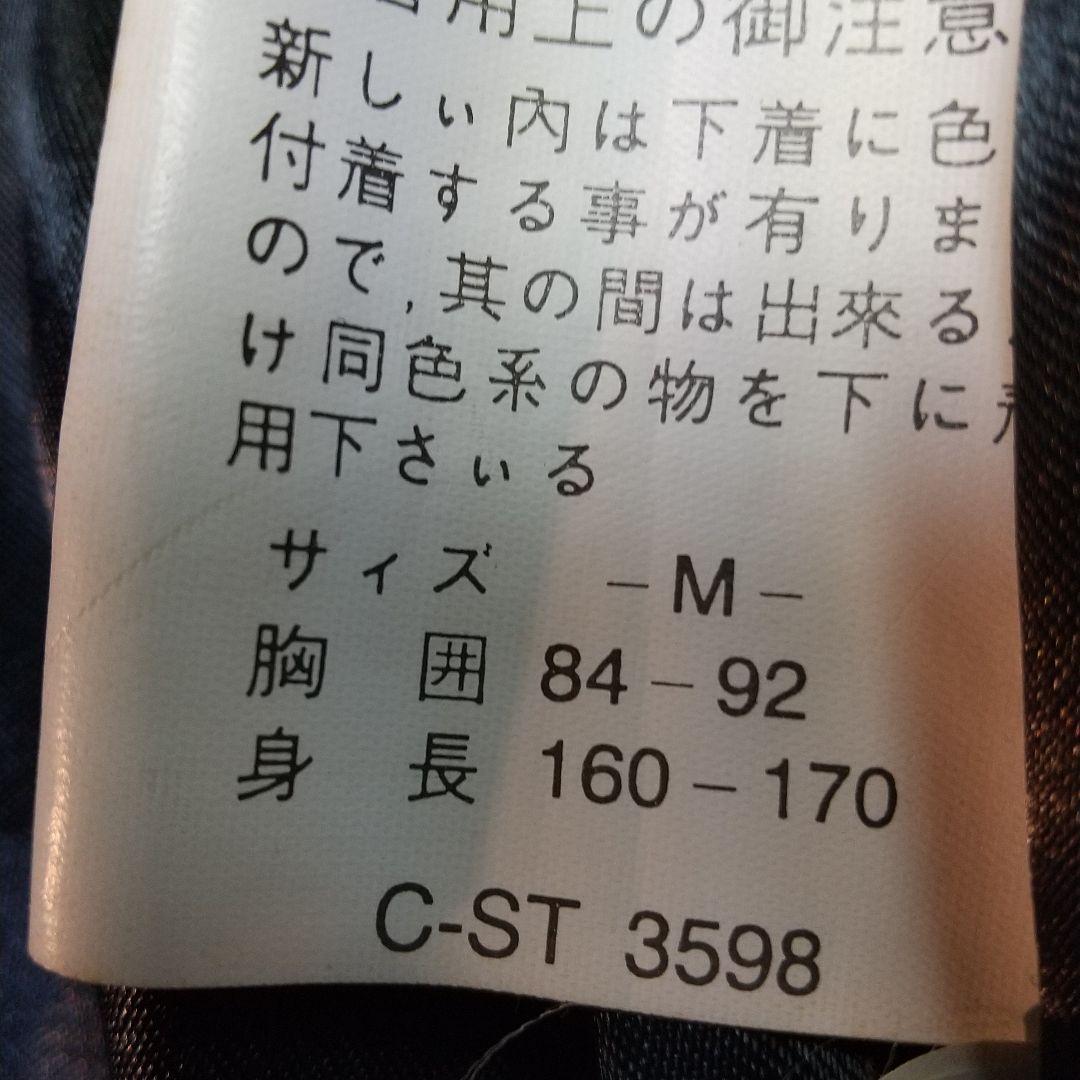 用上の御注意
新しぃ內は下着に色
付着する事が有りま
ので,其の間は出來る
け同色系の物を下に
用下さぃる
サィズ -M-
胸囲 84-92
身長 160-170
C-ST 3598